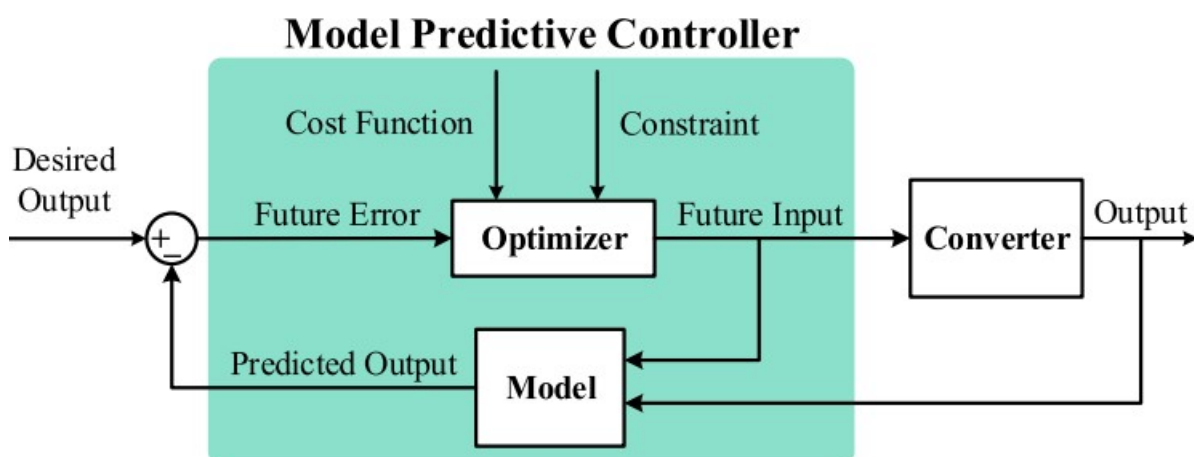 Model Predictive Controller
Cost Function
Constraint
Desired
Output
+
−
Future Error
Optimizer
Future Input
Converter
Output
Predicted Output
Model